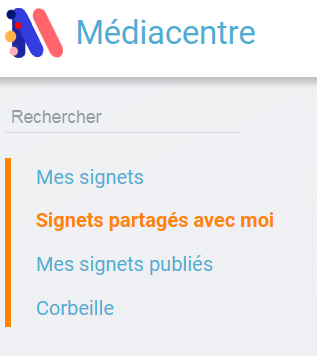 Médiacentre
Rechercher
Mes signets
Signets partagés avec moi
Mes signets publiés
Corbeille